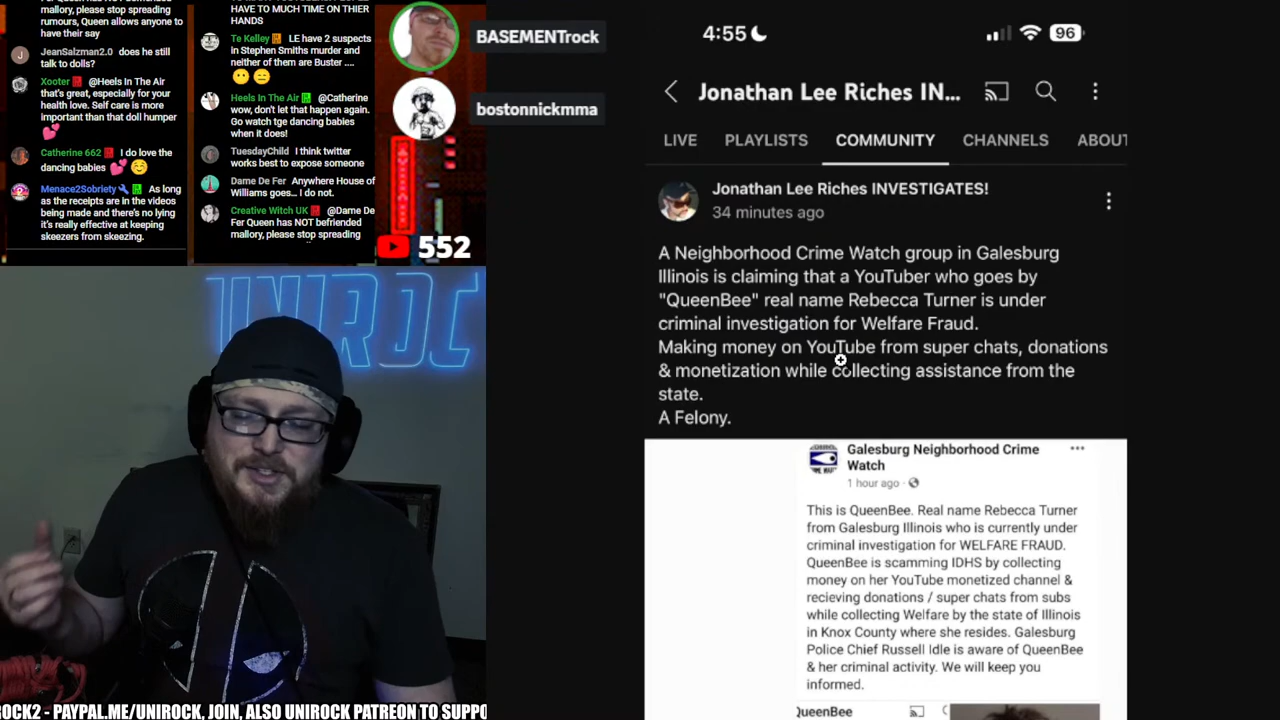 mallory, please stop spreading
rumours, Queen allows anyone to
have their say
JeanSalzman2.0 does he still
talk to dolls?
Xooter @Heels In The Air
that's great, especially for your
health love. Self care is more
important than that doll humper
Catherine 662 I do love the
dancing babies
Menace2Sobriety As long
as the receipts are in the videos
being made and there's no lying
it's really effective at keeping
skeezers from skeezing.
HAVE TO MUCH TIME ON THIER
HANDS
Te Kelley LE have 2 suspects
in Stephen Smiths murder and
neither of them are Buster ....
Heels In The Air @Catherine
wow, don't let that happen again.
Go watch tge dancing babies
when it does!
TuesdayChild I think twitter
works best to expose someone
Dame De Fer Anywhere House of
Williams goes... I do not.
Creative Witch UK @Dame De
Fer Queen has NOT befriended
mallory, please stop spreading
BASEMENTrock
bostonnickmma
552
UNIROC
ROCK2 - PAYPAL.ME/UNIROCK, JOIN, ALSO UNIROCK PATREON TO SUPPO
4:55
96
Jonathan Lee Riches IN...
LIVE PLAYLISTS COMMUNITY CHANNELS ABOUT
Jonathan Lee Riches INVESTIGATES!
34 minutes ago
A Neighborhood Crime Watch group in Galesburg
Illinois is claiming that a YouTuber who goes by
"QueenBee" real name Rebecca Turner is under
criminal investigation for Welfare Fraud.
Making money on YouTube from super chats, donations
& monetization while collecting assistance from the
state.
A Felony.
Galesburg Neighborhood Crime
Watch
1 hour ago
This is QueenBee. Real name Rebecca Turner
from Galesburg Illinois who is currently under
criminal investigation for WELFARE FRAUD.
QueenBee is scamming IDHS by collecting
money on her YouTube monetized channel &
recieving donations / super chats from subs
while collecting Welfare by the state of Illinois
in Knox County where she resides. Galesburg
Police Chief Russell Idle is aware of QueenBee
& her criminal activity. We will keep you
informed.
QueenBee